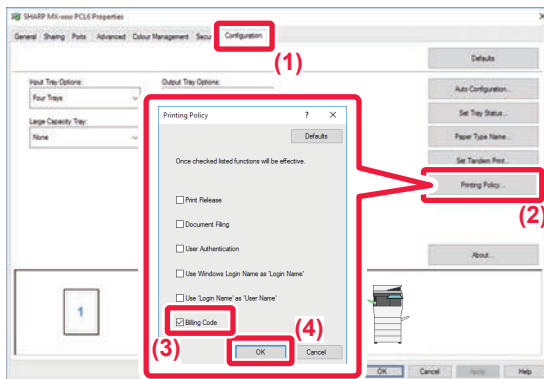 SHARP MX-xxxx PCL6 Properties
General Sharing Ports Advanced Colour Management Secu Configuration
(1)
Defaults
Input Tray Options:
Output Tray Options:
Four Trays
Auto Configuration...
Large Capacity Tray:
Set Tray Status...
None
Paper Type Name...
Set Tandem Print...
Printing Policy...
(2)
About...
Printing Policy ? ×
Defaults
Once checked listed functions will be effective.
Print Release
Document Filing
User Authentication
Use Windows Login Name as 'Login Name'
Use 'Login Name' as 'User Name'
Billing Code
(3)
(4)
OK Cancel
1
OK Cancel Apply Help